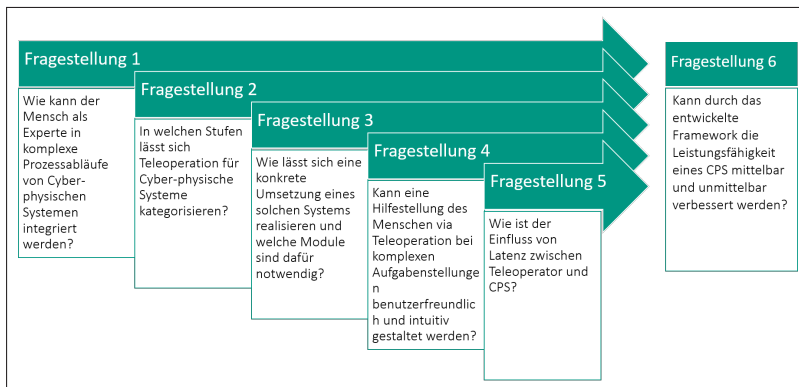 Fragestellung 1
Wie kann der
Mensch als
Experte in
komplexe
Prozessabläufe
von Cyber-
physischen
Systemen
integriert
werden?
Fragestellung 2
In welchen Stufen
lässt sich
Teleoperation für
Cyber-physische
Systeme
kategorisieren?
Fragestellung 3
Wie lässt sich eine
konkrete
Umsetzung eines
solchen Systems
realisieren und
welche Module
sind dafür
notwendig?
Fragestellung 4
Kann eine
Hilfestellung des
Menschen via
Teleoperation bei
komplexen
Aufgabenstellunge
n
benutzerfreundlic
h und intuitiv
gestaltet werden?
Fragestellung 5
Wie ist der
Einfluss von
Latenz zwischen
Teleoperator und
CPS?
Fragestellung 6
Kann durch das
entwickelte
Framework die
Leistungsfähigkeit
eines CPS mittelbar
und unmittelbar
verbessert werden?